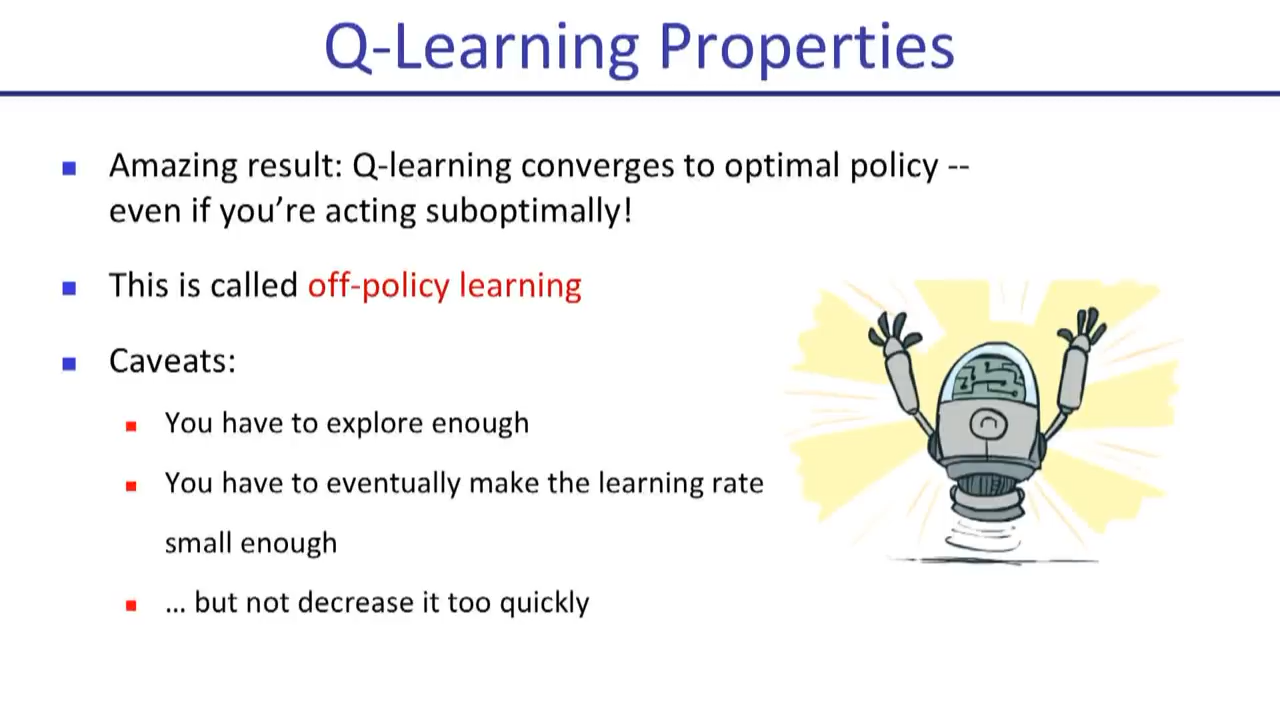 Q-Learning Properties
Amazing result: Q-learning converges to optimal policy --
even if you’re acting suboptimally!
This is called off-policy learning
Caveats:
You have to explore enough
You have to eventually make the learning rate
small enough
… but not decrease it too quickly